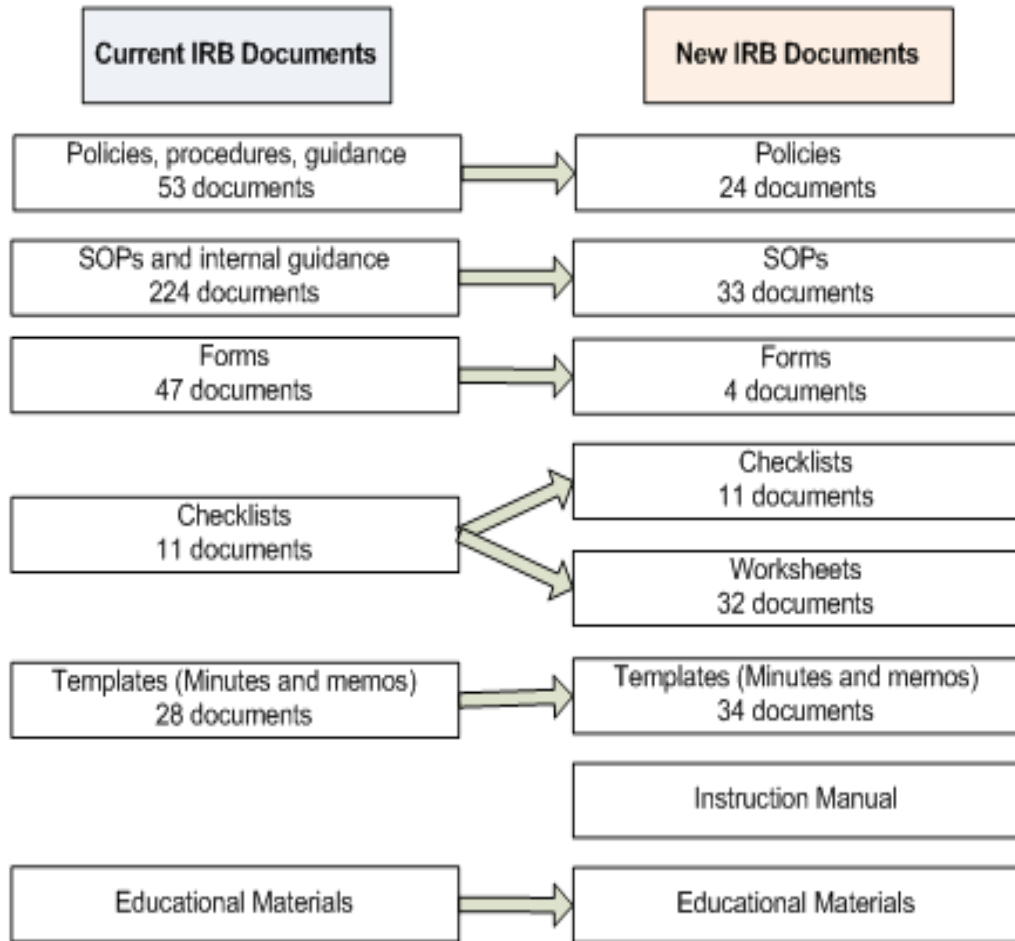 Current IRB Documents
New IRB Documents
Policies, procedures, guidance
53 documents
Policies
24 documents
SOPs and internal guidance
224 documents
SOPs
33 documents
Forms
47 documents
Forms
4 documents
Checklists
11 documents
Checklists
11 documents
Worksheets
32 documents
Templates (Minutes and memos)
28 documents
Templates (Minutes and memos)
34 documents
Instruction Manual
Educational Materials
Educational Materials